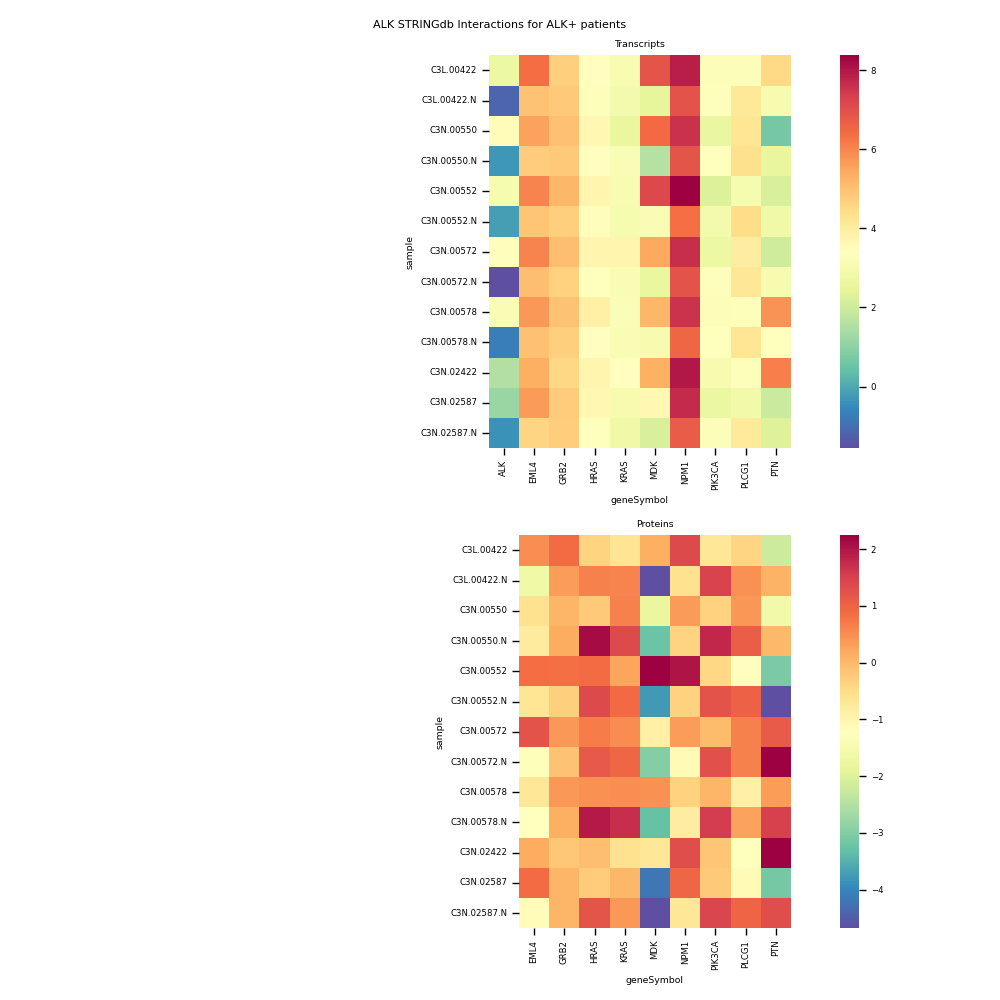 ALK STRINGdb Interactions for ALK+ patients
Transcripts
C3L.00422
C3L.00422.N
C3N.00550
C3N.00550.N
C3N.00552
C3N.00552.N
C3N.00572
C3N.00572.N
C3N.00578
C3N.00578.N
C3N.02422
C3N.02587
C3N.02587.N
sample
ALK EML4 GRB2 HRAS KRAS MDK NPM1 PIK3CA PLCG1 PTN
geneSymbol
8
6
4
2
0
Proteins
C3L.00422
C3L.00422.N
C3N.00550
C3N.00550.N
C3N.00552
C3N.00552.N
C3N.00572
C3N.00572.N
C3N.00578
C3N.00578.N
C3N.02422
C3N.02587
C3N.02587.N
sample
EML4 GRB2 HRAS KRAS MDK NPM1 PIK3CA PLCG1 PTN
geneSymbol
2
1
0
−1
−2
−3
−4